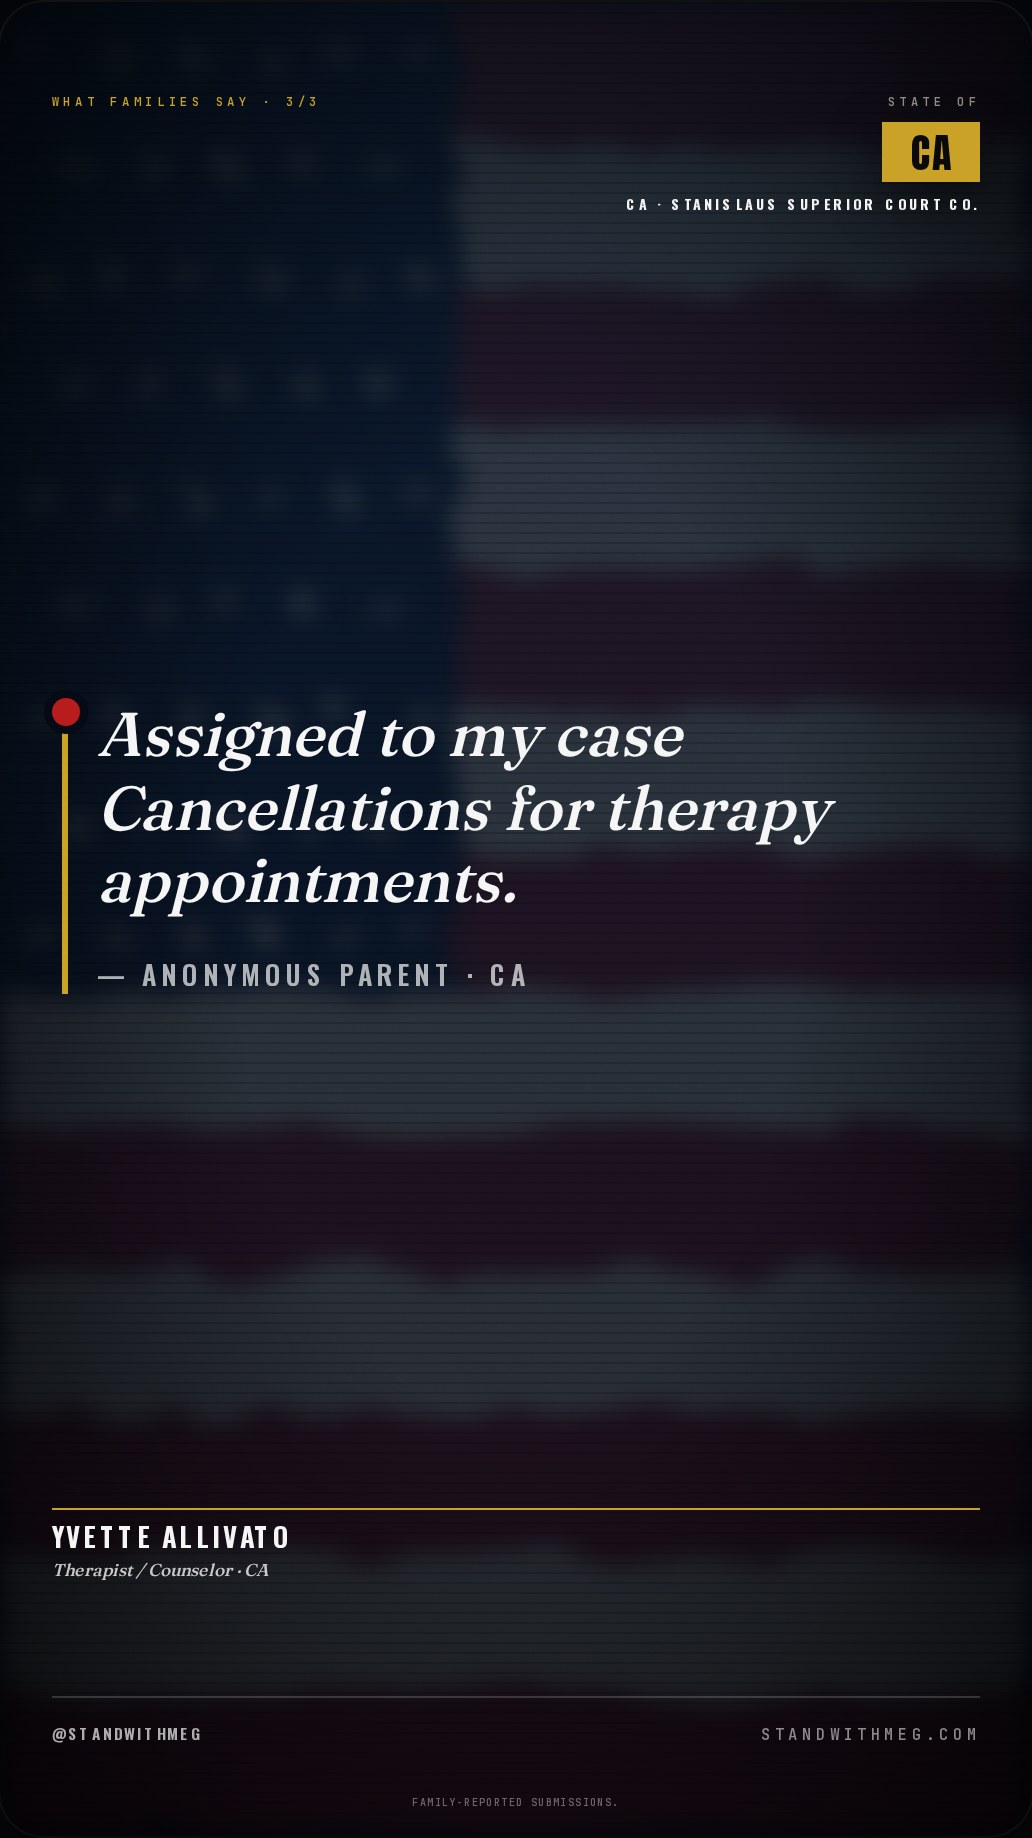 WHAT FAMILIES SAY · 3/3
STATE OF
CA
CA · STANISLAUS SUPERIOR COURT CO.
Assigned to my case
Cancellations for therapy
appointments.
— ANONYMOUS PARENT · CA
YVETTE ALLIVATO
Therapist / Counselor · CA
@STANDWITHMEG
STANDWITHMEG.COM
FAMILY-REPORTED SUBMISSIONS.